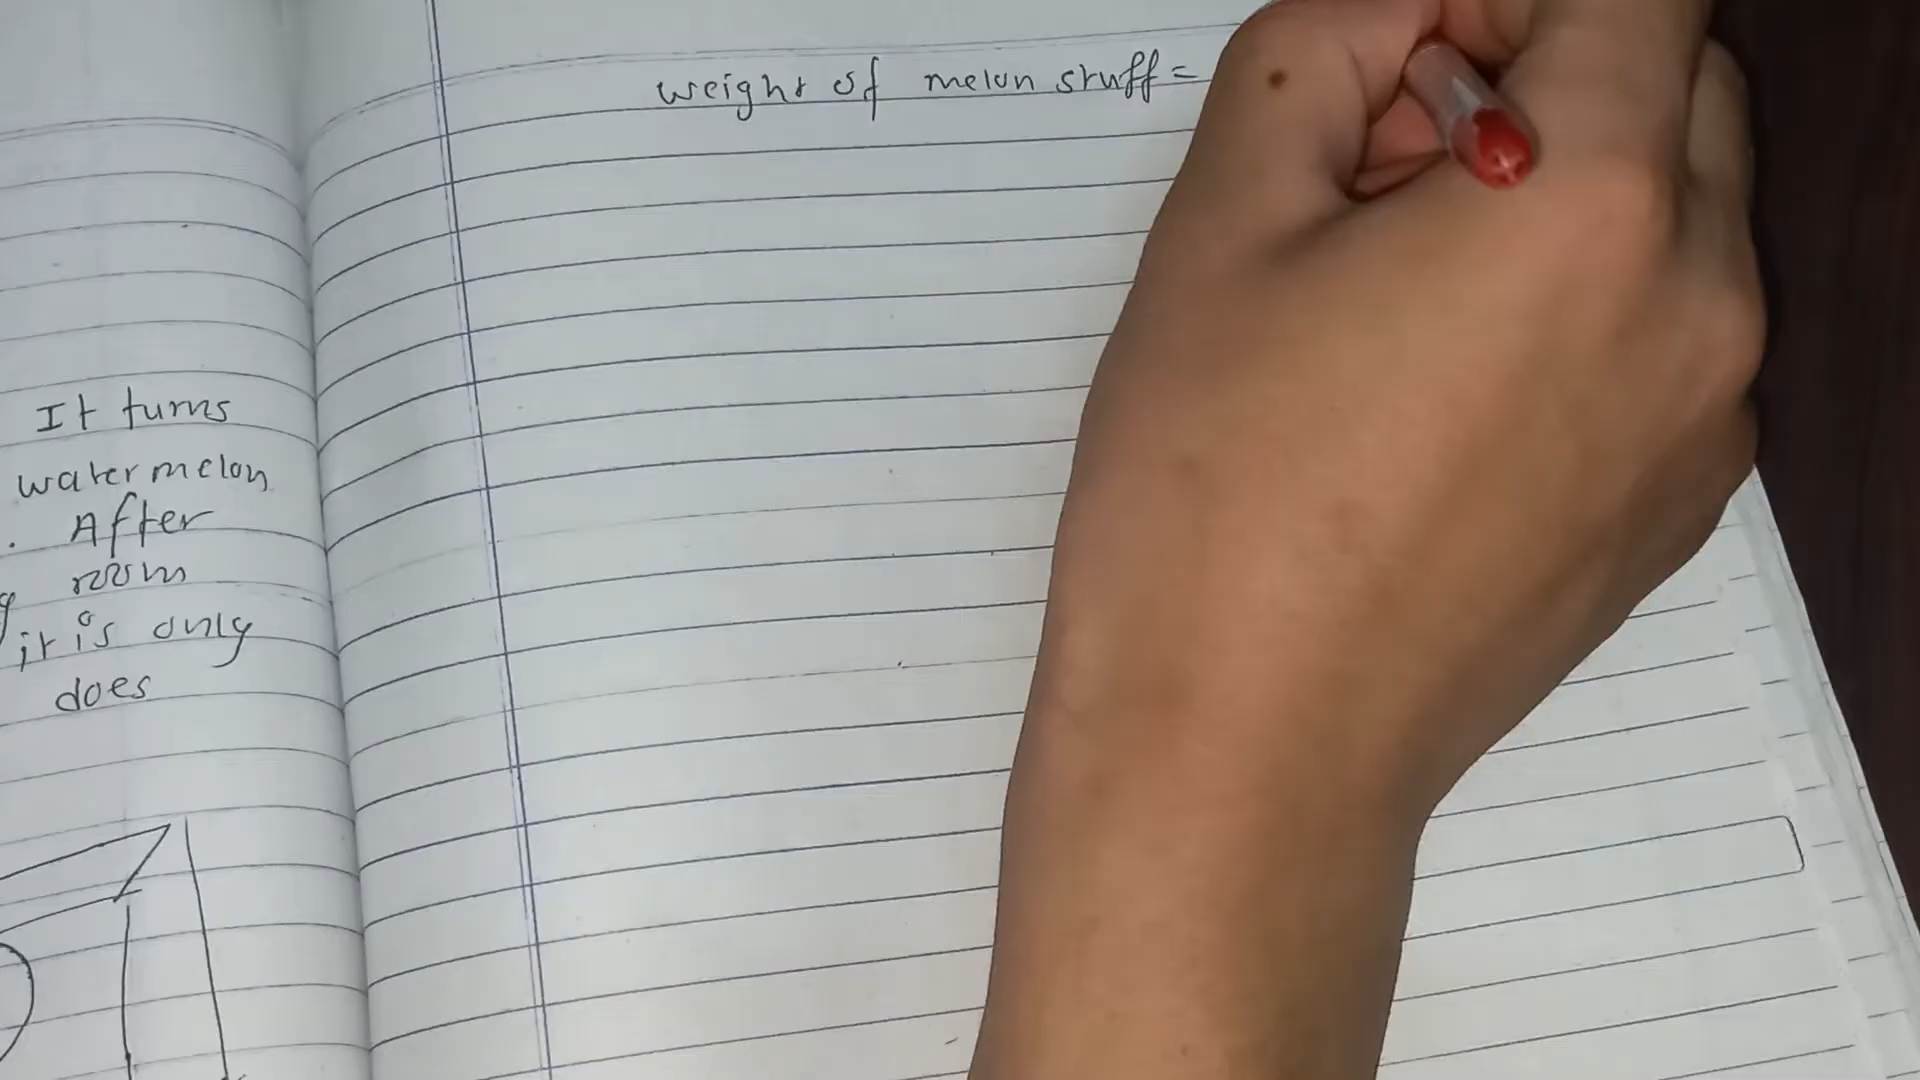 It turns
watermelon
. After
room
it is only
does
weight of melon stuff =